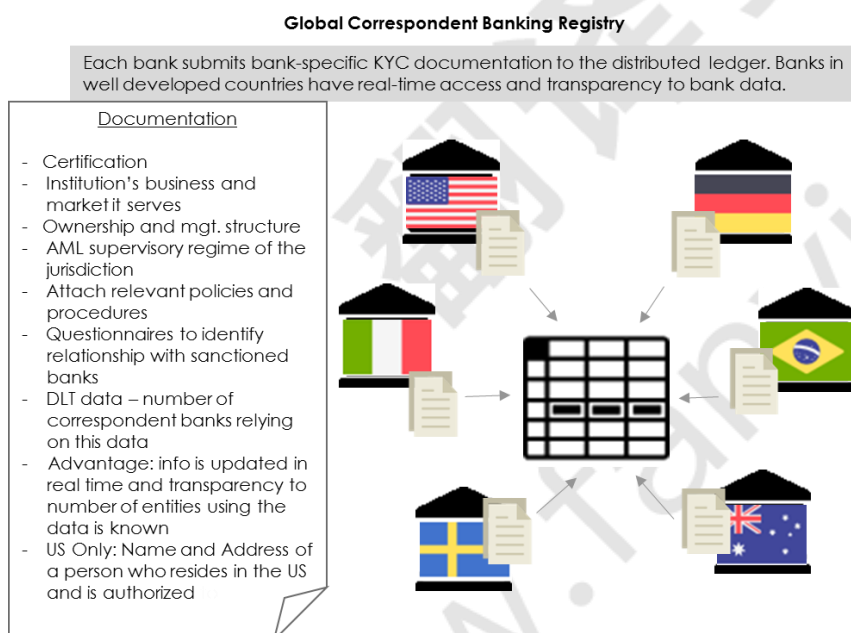 Global Correspondent Banking Registry
Each bank submits bank-specific KYC documentation to the distributed ledger. Banks in
well developed countries have real-time access and transparency to bank data.
Documentation
- Certification
- Institution's business and
market it serves
- Ownership and mgt. structure
- AML supervisory regime of the
jurisdiction
- Attach relevant policies and
procedures
- Questionnaires to identify
relationship with sanctioned
banks
- DLT data – number of
correspondent banks relying
on this data
- Advantage: info is updated in
real time and transparency to
number of entities using the
data is known
- US Only: Name and Address of
a person who resides in the US
and is authorized
翻
w.fanyi